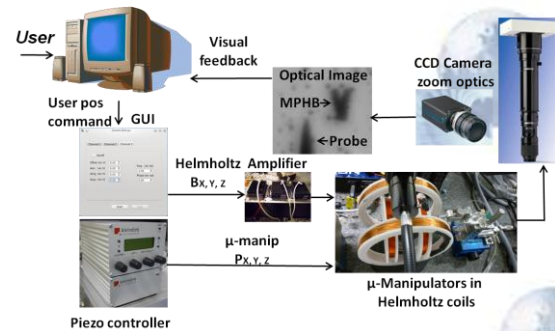 User
Visual
feedback
Optical Image
MPHB
Probe
CCD Camera
zoom optics
User pos
command
GUI
Helmholtz
Amplifier
Bx, Y, Z
μ-manip
Px, Y, Z
μ-Manipulators in
Helmholtz coils
Piezo controller